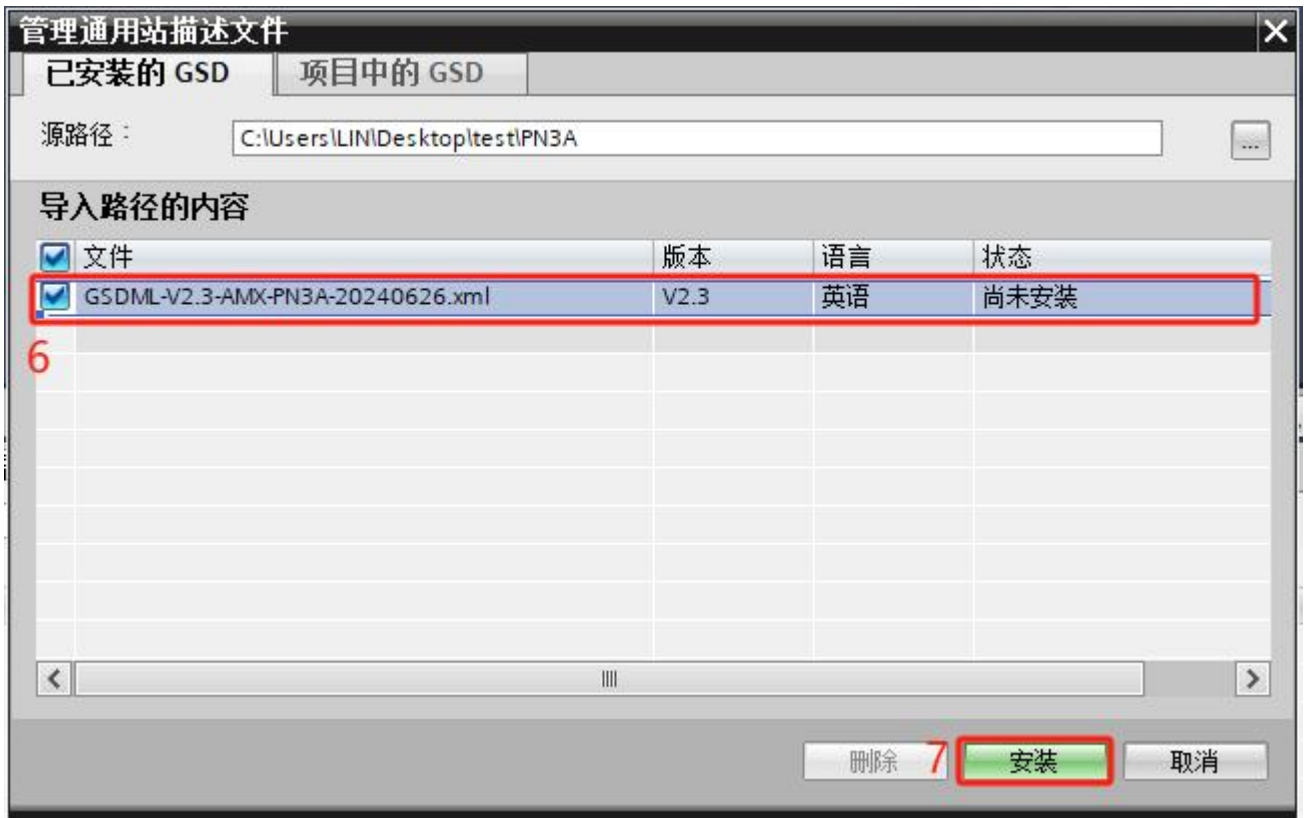 管理通用站描述文件
已安装的 GSD 项目中的 GSD
源路径： C:\Users\LIN\Desktop\test\PN3A ...
导入路径的内容
文件 版本 语言 状态
GSDML-V2.3-AMX-PN3A-20240626.xml V2.3 英语 尚未安装
6
删除 7 安装 取消